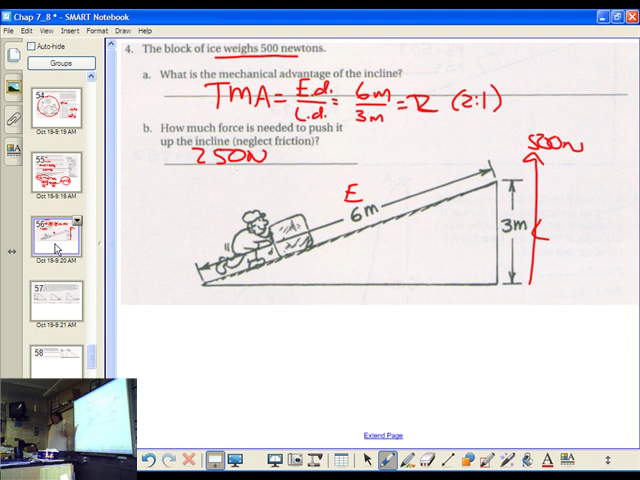 Chap 7_8 * - SMART Notebook
File Edit View Insert Format Draw Help
Auto-hide
Groups
54
Oct 19-9:19 AM
55
Oct 19-9:19 AM
56
Oct 19-9:20 AM
57
Oct 19-9:21 AM
58
4. The block of ice weighs 500 newtons.
a. What is the mechanical advantage of the incline?
TMA = E.d. / L.d. = 6m / 3m = 2 (2:1)
b. How much force is needed to push it
up the incline (neglect friction)?
250N
500N
E
6m
3m
L
Extend Page